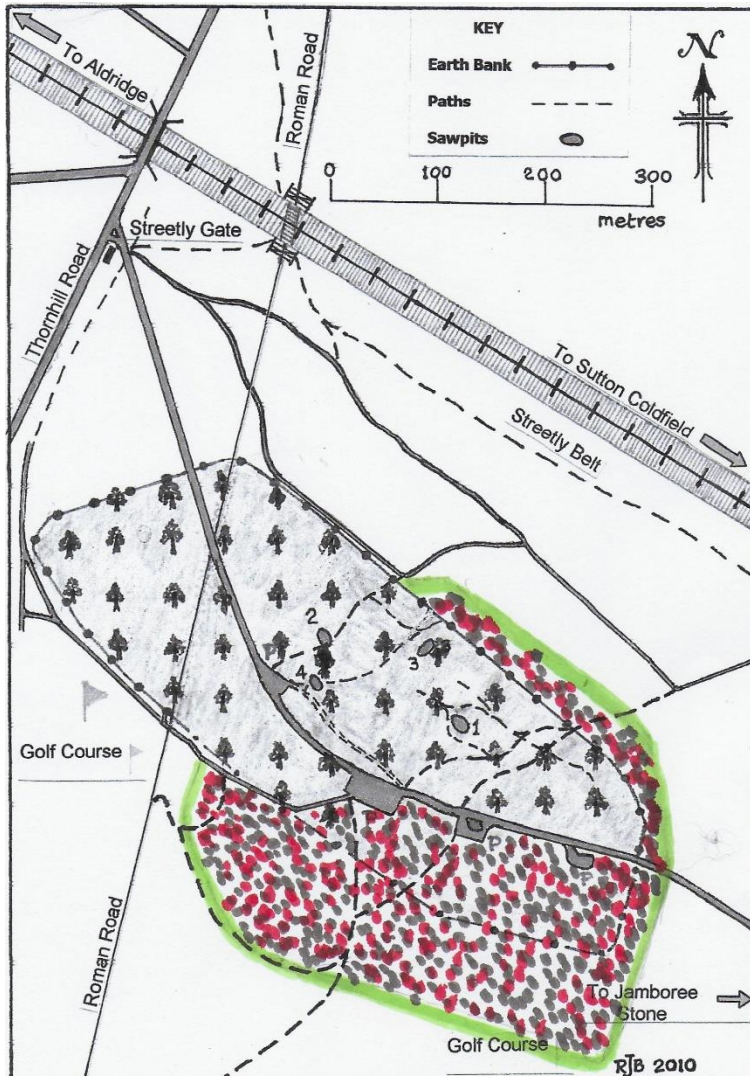 KEY
Earth Bank
Paths
Sawpits
N
0 100 200 300
metres
To Aldridge
Roman Road
Streetly Gate
Thornhill Road
To Sutton Coldfield
Streetly Belt
2
P
3
4
1
Golf Course
P
P
P
Roman Road
To Jamboree
Stone
Golf Course
RJB 2010